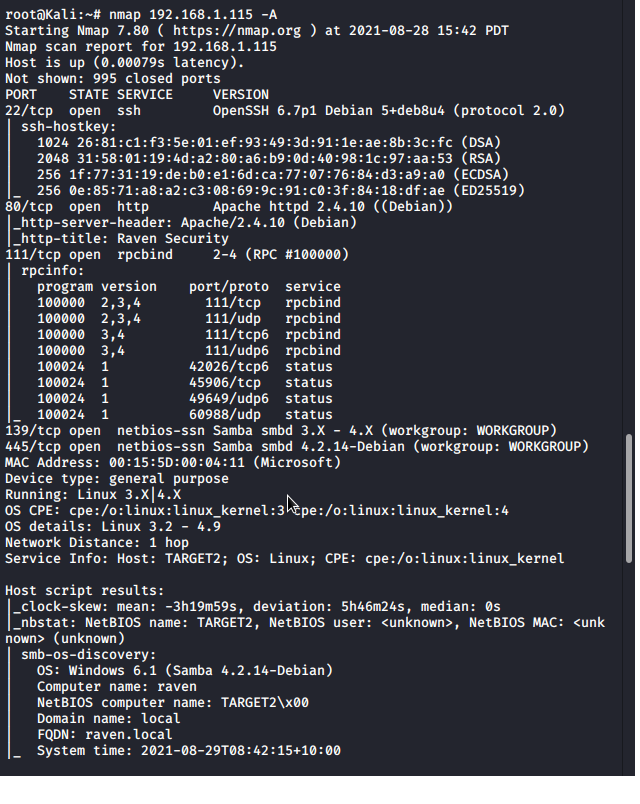 root@Kali:~# nmap 192.168.1.115 -A
Starting Nmap 7.80 ( https://nmap.org ) at 2021-08-28 15:42 PDT
Nmap scan report for 192.168.1.115
Host is up (0.00079s latency).
Not shown: 995 closed ports
PORT    STATE SERVICE     VERSION
22/tcp  open  ssh         OpenSSH 6.7p1 Debian 5+deb8u4 (protocol 2.0)
| ssh-hostkey:
|   1024 26:81:c1:f3:5e:01:ef:93:49:3d:91:1e:ae:8b:3c:fc (DSA)
|   2048 31:58:01:19:4d:a2:80:a6:b9:0d:40:98:1c:97:aa:53 (RSA)
|   256 1f:77:31:19:de:b0:e1:6d:ca:77:07:76:84:d3:a9:a0 (ECDSA)
|_  256 0e:85:71:a8:a2:c3:08:69:9c:91:c0:3f:84:18:df:ae (ED25519)
80/tcp  open  http        Apache httpd 2.4.10 ((Debian))
|_http-server-header: Apache/2.4.10 (Debian)
|_http-title: Raven Security
111/tcp open  rpcbind     2-4 (RPC #100000)
| rpcinfo:
|   program version    port/proto  service
|   100000  2,3,4        111/tcp   rpcbind
|   100000  2,3,4        111/udp   rpcbind
|   100000  3,4          111/tcp6  rpcbind
|   100000  3,4          111/udp6  rpcbind
|   100024  1          42026/tcp6  status
|   100024  1          45906/tcp   status
|   100024  1          49649/udp6  status
|_  100024  1          60988/udp   status
139/tcp open  netbios-ssn Samba smbd 3.X - 4.X (workgroup: WORKGROUP)
445/tcp open  netbios-ssn Samba smbd 4.2.14-Debian (workgroup: WORKGROUP)
MAC Address: 00:15:5D:00:04:11 (Microsoft)
Device type: general purpose
Running: Linux 3.X|4.X
OS CPE: cpe:/o:linux:linux_kernel:3 cpe:/o:linux:linux_kernel:4
OS details: Linux 3.2 - 4.9
Network Distance: 1 hop
Service Info: Host: TARGET2; OS: Linux; CPE: cpe:/o:linux:linux_kernel
Host script results:
|_clock-skew: mean: -3h19m59s, deviation: 5h46m24s, median: 0s
|_nbstat: NetBIOS name: TARGET2, NetBIOS user: <unknown>, NetBIOS MAC: <unk
nown> (unknown)
| smb-os-discovery:
|   OS: Windows 6.1 (Samba 4.2.14-Debian)
|   Computer name: raven
|   NetBIOS computer name: TARGET2\x00
|   Domain name: local
|   FQDN: raven.local
|_  System time: 2021-08-29T08:42:15+10:00